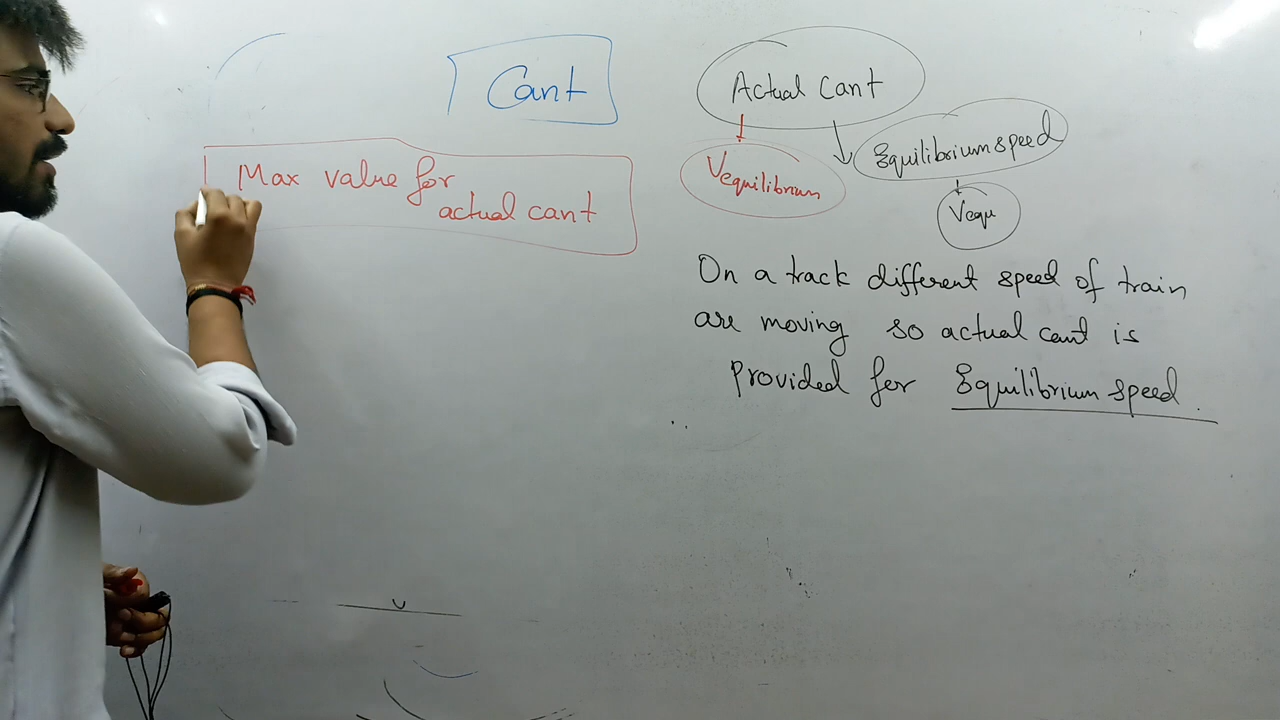 Cant
Max value for
actual cant
Actual Cant
Vequilibrium
Equilibrium speed
Vequ
On a track different speed of train
are moving so actual cant is
Provided for Equilibrium speed.